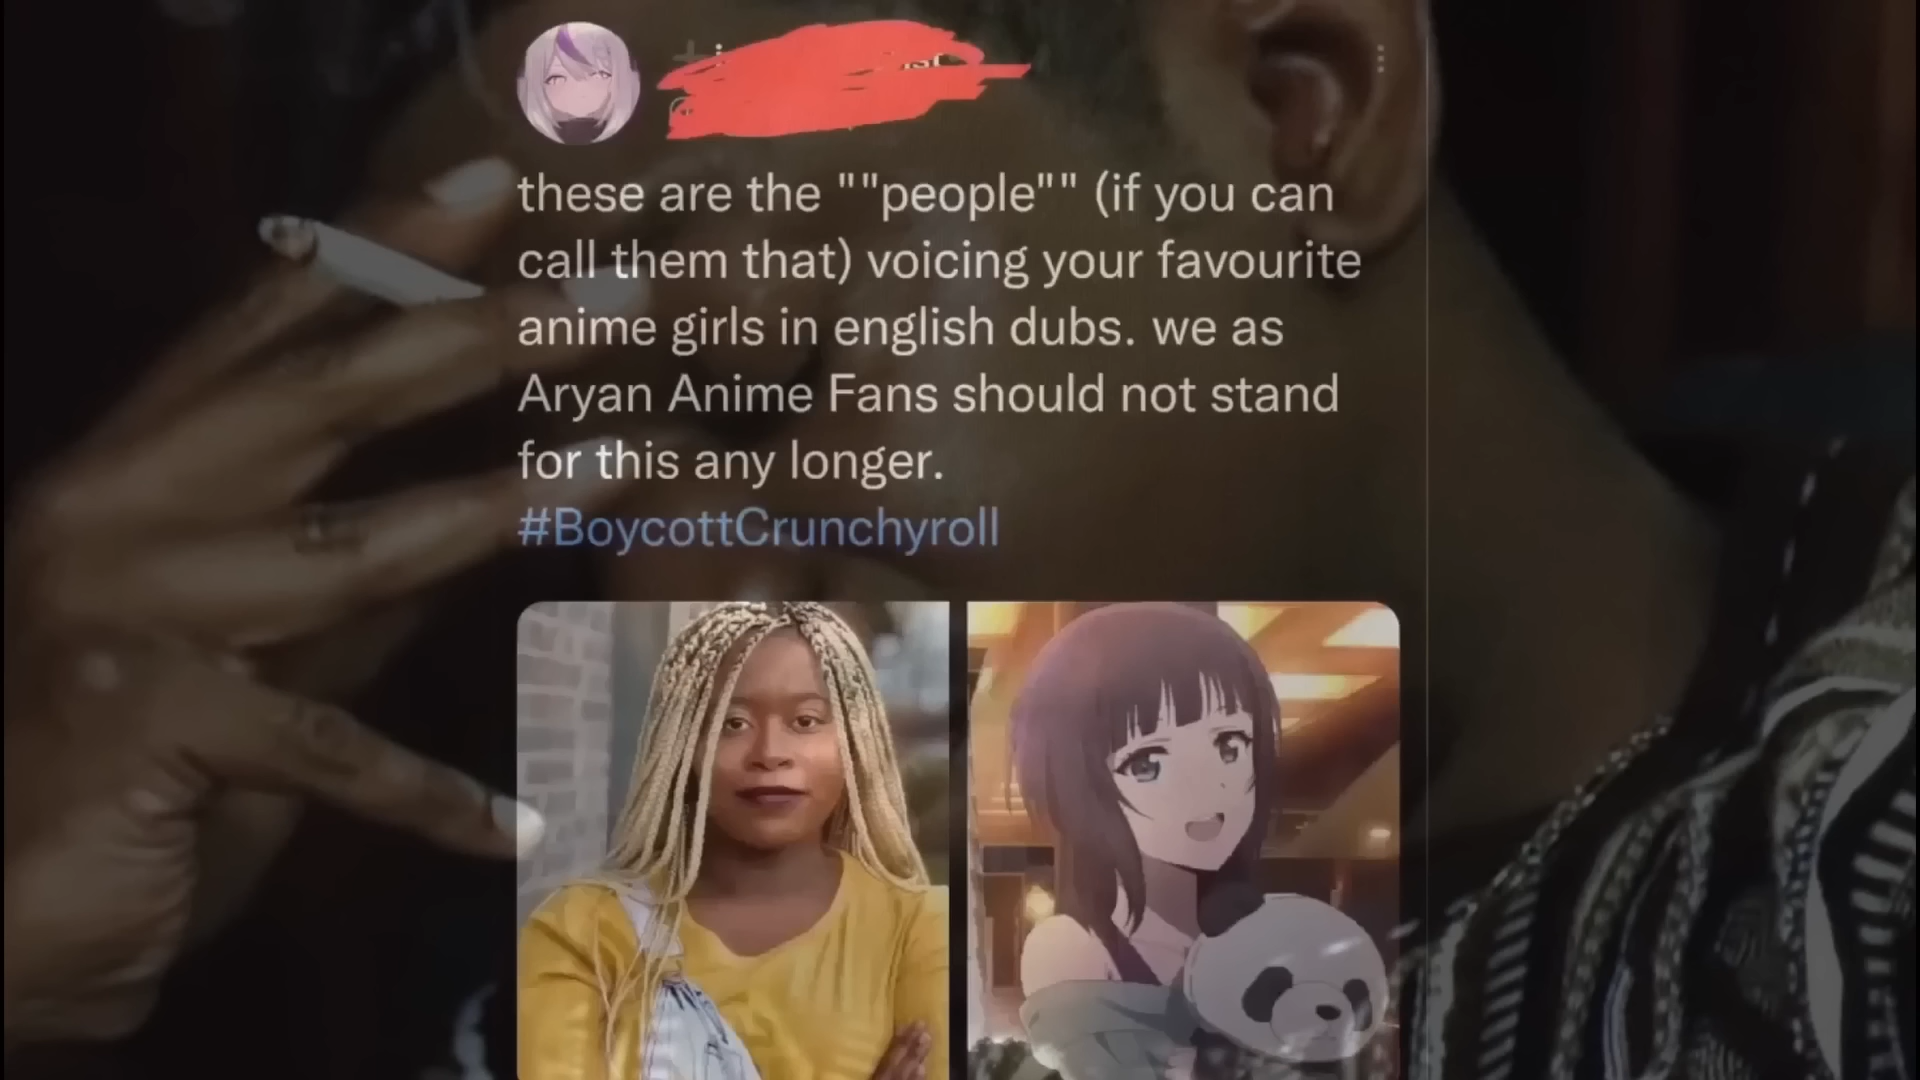 these are the ""people"" (if you can
call them that) voicing your favourite
anime girls in english dubs. we as
Aryan Anime Fans should not stand
for this any longer.
#BoycottCrunchyroll